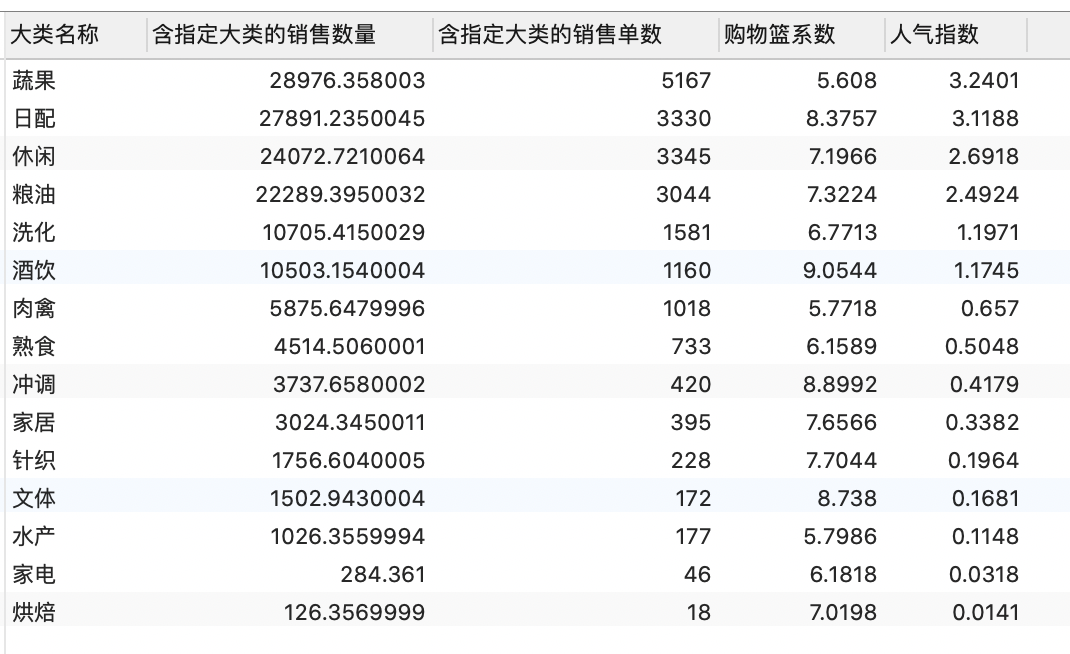 大类名称 含指定大类的销售数量 含指定大类的销售单数 购物篮系数 人气指数
蔬果 28976.358003 5167 5.608 3.2401
日配 27891.2350045 3330 8.3757 3.1188
休闲 24072.7210064 3345 7.1966 2.6918
粮油 22289.3950032 3044 7.3224 2.4924
洗化 10705.4150029 1581 6.7713 1.1971
酒饮 10503.1540004 1160 9.0544 1.1745
肉禽 5875.6479996 1018 5.7718 0.657
熟食 4514.5060001 733 6.1589 0.5048
冲调 3737.6580002 420 8.8992 0.4179
家居 3024.3450011 395 7.6566 0.3382
针织 1756.6040005 228 7.7044 0.1964
文体 1502.9430004 172 8.738 0.1681
水产 1026.3559994 177 5.7986 0.1148
家电 284.361 46 6.1818 0.0318
烘焙 126.3569999 18 7.0198 0.0141